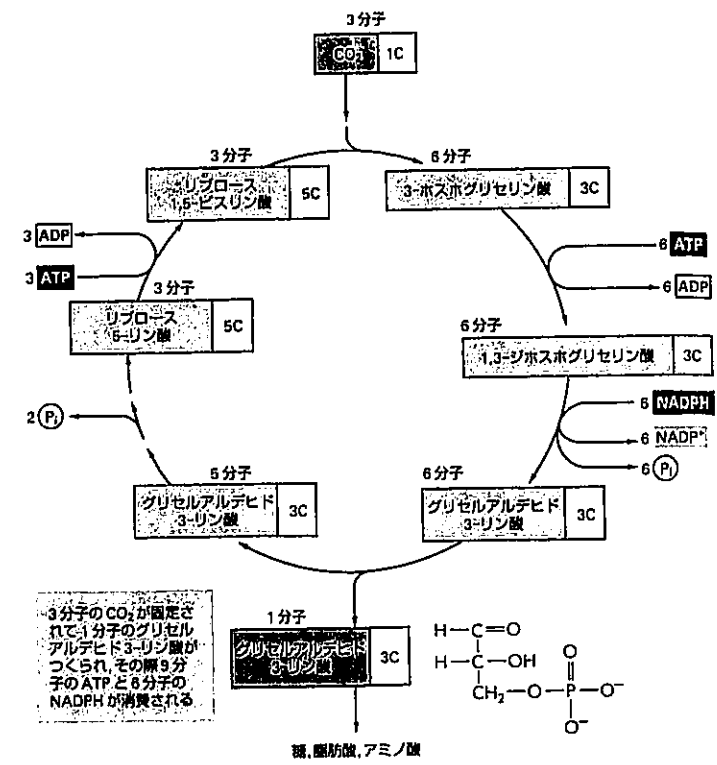 3分子
CO₂ 1C
3分子
リブロース
1,5-ビスリン酸 5C
6分子
3-ホスホグリセリン酸 3C
3 ADP
3 ATP
6 ATP
6 ADP
3分子
リブロース
5-リン酸 5C
6分子
1,3-ジホスホグリセリン酸 3C
2 Pi
6 NADPH
6 NADP⁺
6 Pi
5分子
グリセルアルデヒド
3-リン酸 3C
6分子
グリセルアルデヒド
3-リン酸 3C
3分子のCO₂が固定さ
れて1分子のグリセル
アルデヒド3-リン酸が
つくられ,その際9分
子のATPと6分子の
NADPHが消費される
1分子
グリセルアルデヒド
3-リン酸 3C
H–C=O
H–C–OH
CH₂–O–P–O⁻
O
O⁻
糖,脂肪酸,アミノ酸